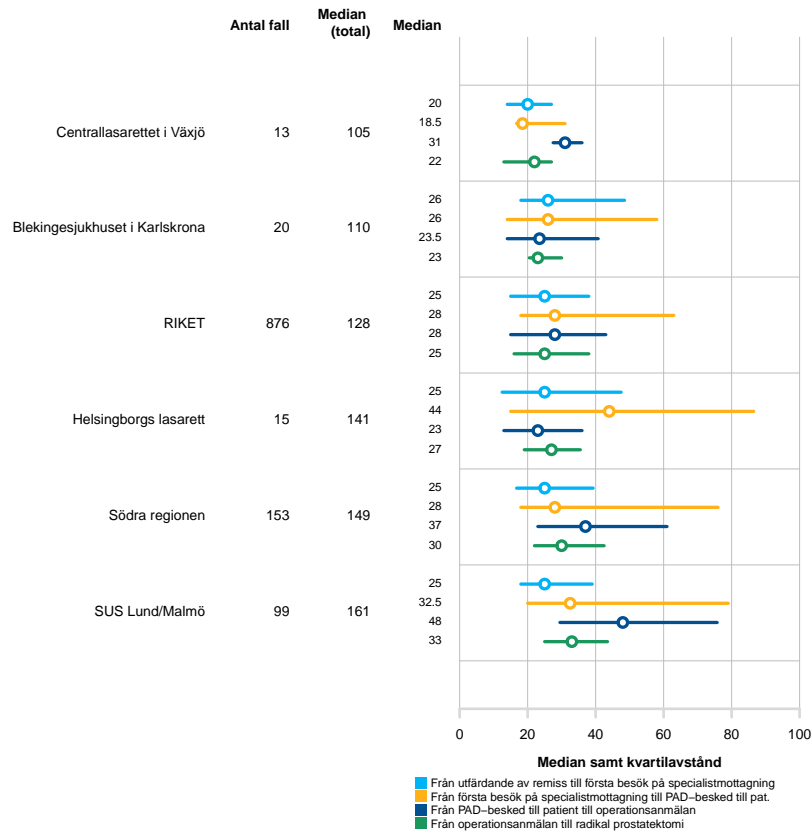 Antal fall Median (total) Median
20
18.5
Centrallasarettet i Växjö 13 105
31
22
26
26
Blekingesjukhuset i Karlskrona 20 110
23.5
23
25
28
RIKET 876 128
28
25
25
44
Helsingborgs lasarett 15 141
23
27
25
28
Södra regionen 153 149
37
30
25
32.5
SUS Lund/Malmö 99 161
48
33
0 20 40 60 80 100
Median samt kvartilavstånd
Från utfärdande av remiss till första besök på specialistmottagning
Från första besök på specialistmottagning till PAD−besked till pat.
Från PAD−besked till patient till operationsanmälan
Från operationsanmälan till radikal prostatektomi